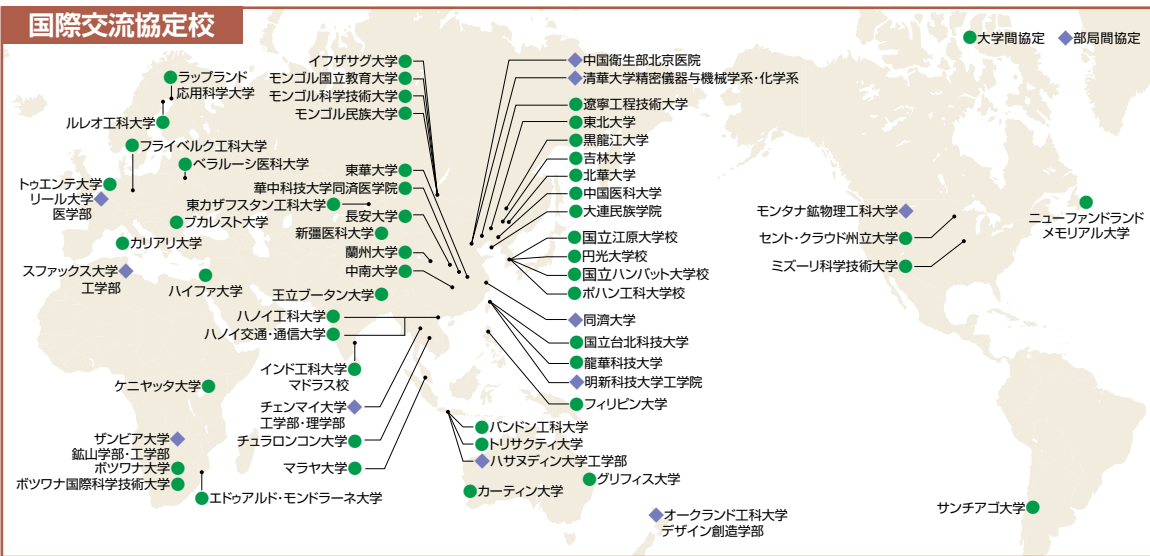 国際交流協定校
●大学間協定 ◆部局間協定
ラップランド
応用科学大学
ルレオ工科大学
フライベルク工科大学
ベラルーシ医科大学
トゥエンテ大学
リール大学
医学部
ブカレスト大学
カリアリ大学
スファックス大学
工学部
ハイファ大学
ケニヤッタ大学
ザンビア大学
鉱山学部・工学部
ボツワナ大学
ボツワナ国際科学技術大学
エドゥアルド・モンドラーネ大学
イフザサグ大学
モンゴル国立教育大学
モンゴル科学技術大学
モンゴル民族大学
東華大学
華中科技大学同済医学院
東カザフスタン工科大学
長安大学
新疆医科大学
蘭州大学
中南大学
王立ブータン大学
ハノイ工科大学
ハノイ交通・通信大学
インド工科大学
マドラス校
チェンマイ大学
工学部・理学部
チュラロンコン大学
マラヤ大学
中国衛生部北京医院
清華大学精密儀器与機械学系・化学系
遼寧工程技術大学
東北大学
黒龍江大学
吉林大学
北華大学
中国医科大学
大連民族学院
国立江原大学校
円光大学校
国立ハンバット大学校
ポハン工科大学校
同濟大学
国立台北科技大学
龍華科技大学
明新科技大学工学院
フィリピン大学
バンドン工科大学
トリサクティ大学
ハサヌディン大学工学部
カーティン大学
グリフィス大学
オークランド工科大学
デザイン創造学部
モンタナ鉱物理工科大学
セント・クラウド州立大学
ミズーリ科学技術大学
ニューファンドランド
メモリアル大学
サンチアゴ大学